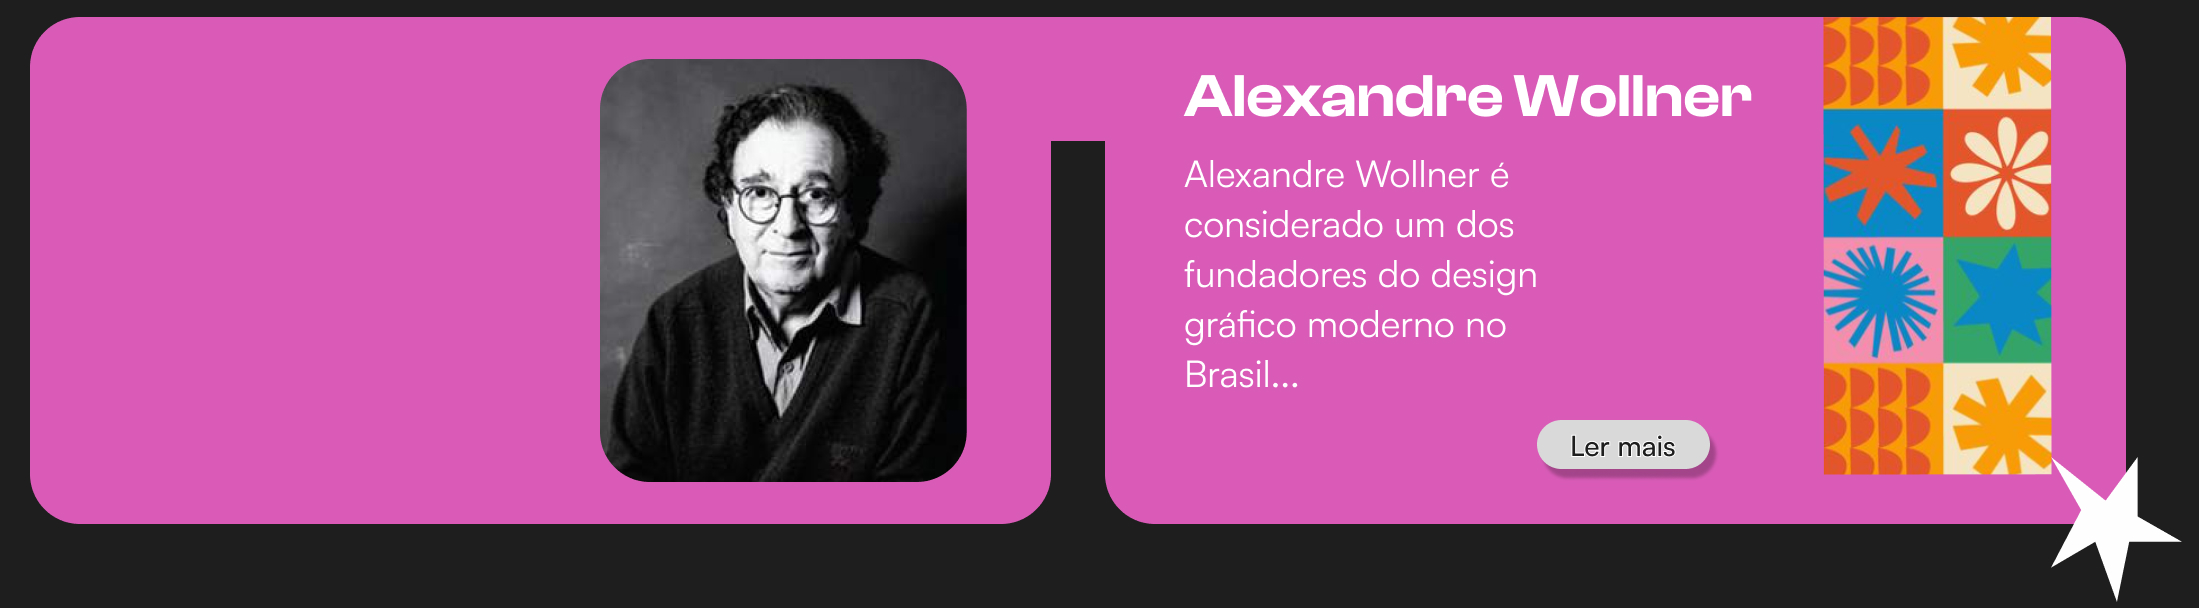 Alexandre Wollner
Alexandre Wollner é
considerado um dos
fundadores do design
gráfico moderno no
Brasil...
Ler mais